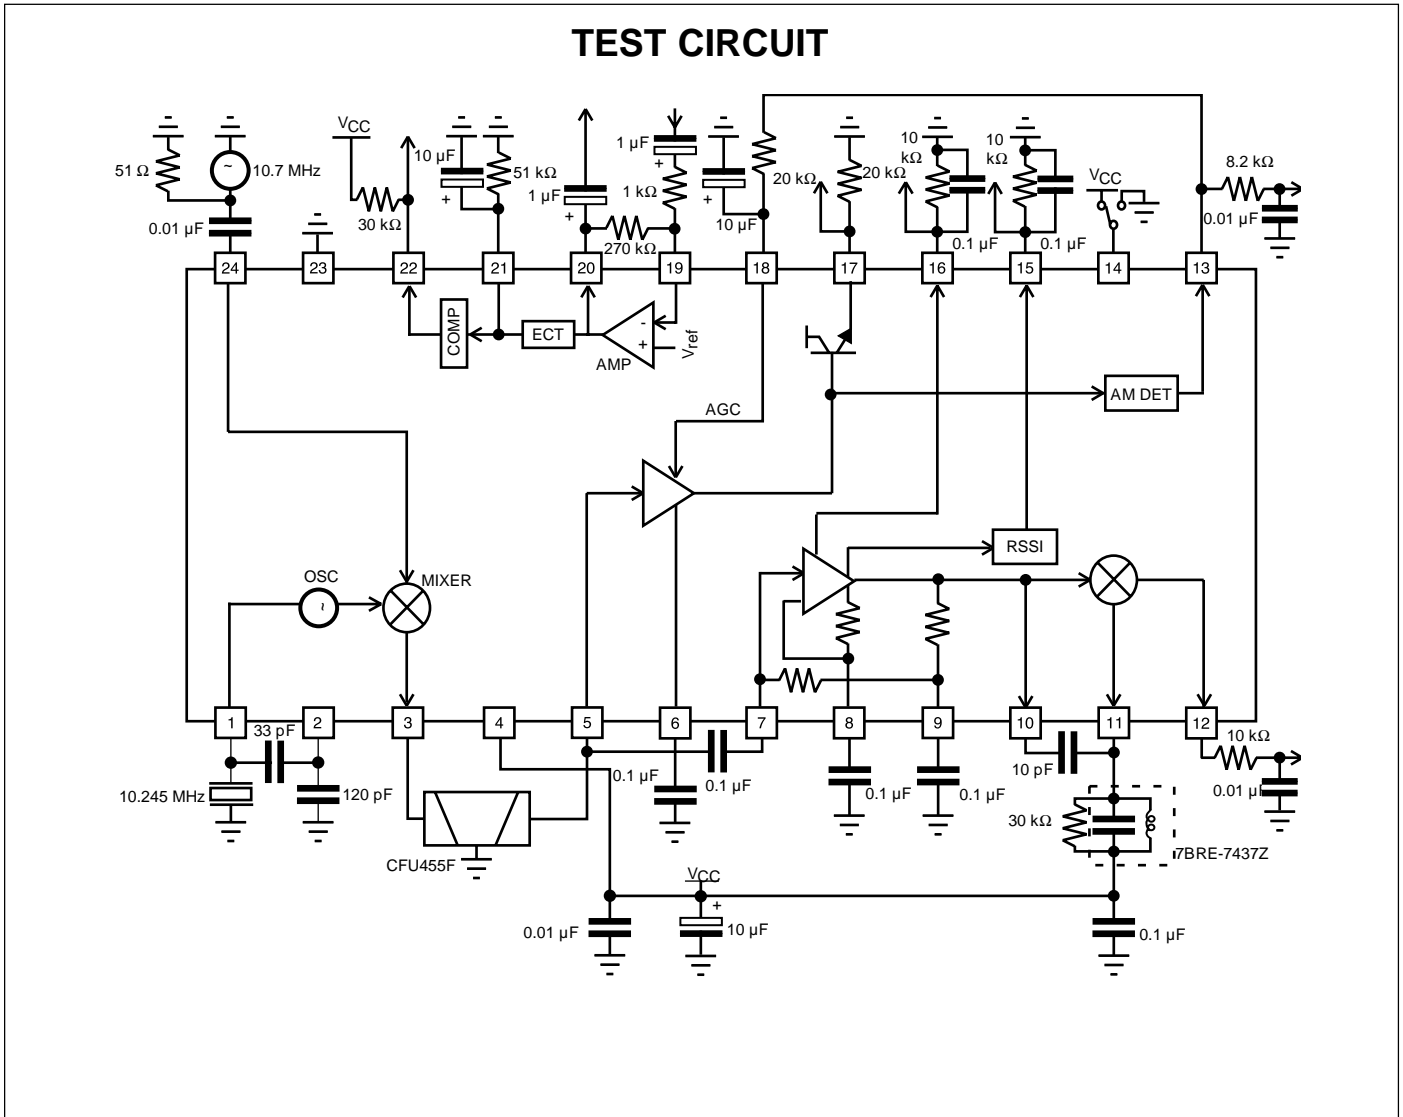 TEST CIRCUIT
51 Ω
~
10.7 MHz
0.01 µF
VCC
30 kΩ
10 µF
+
51 kΩ
1 µF
+
270 kΩ
1 µF
+
1 kΩ
+
10 µF
20 kΩ
20 kΩ
10
kΩ
0.1 µF
10
kΩ
0.1 µF
VCC
8.2 kΩ
0.01 µF
24
23
22
21
20
19
18
17
16
15
14
13
COMP
ECT
AMP
-
+
Vref
AGC
AM DET
RSSI
OSC
~
MIXER
1
2
3
4
5
6
7
8
9
10
11
12
33 pF
10.245 MHz
120 pF
CFU455F
0.1 µF
0.1 µF
0.1 µF
0.1 µF
10 pF
10 kΩ
0.01 µF
30 kΩ
7BRE-7437Z
VCC
0.01 µF
+
10 µF
0.1 µF